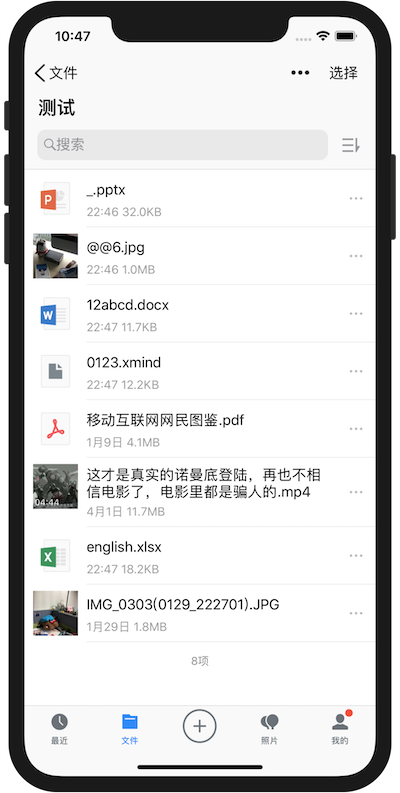 10:47
文件
选择
测试
搜索
_.pptx
22:46 32.0KB
@@6.jpg
22:46 1.0MB
12abcd.docx
22:47 11.7KB
0123.xmind
22:47 12.2KB
移动互联网网民图鉴.pdf
1月9日 4.1MB
这才是真实的诺曼底登陆，再也不相
信电影了，电影里都是骗人的.mp4
04:44
4月1日 11.7MB
english.xlsx
22:47 18.2KB
IMG_0303(0129_222701).JPG
1月29日 1.8MB
8项
最近
文件
照片
我的